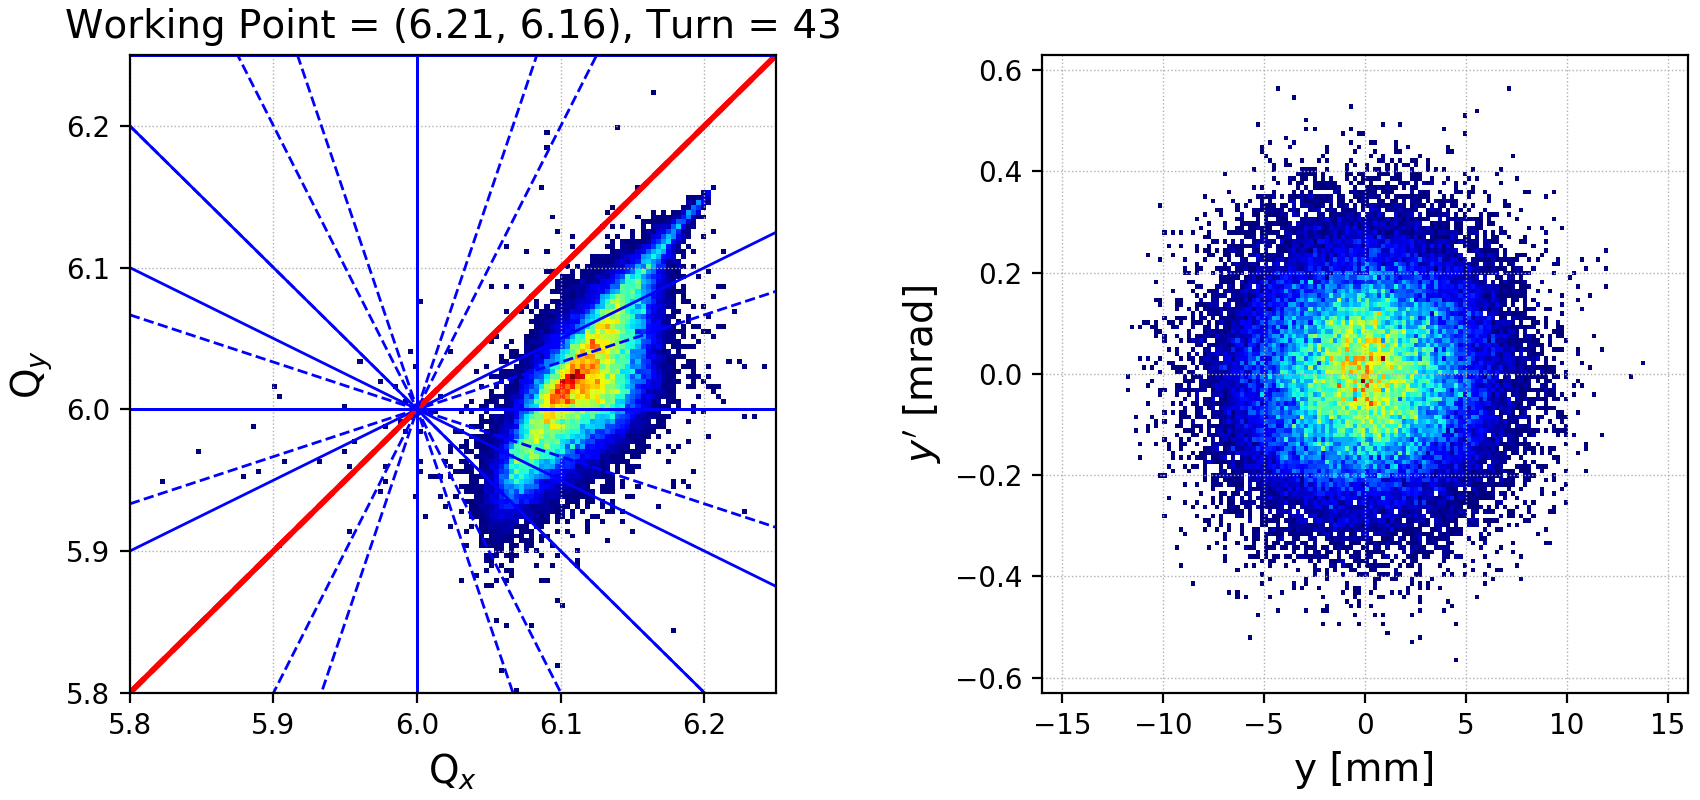 Working Point = (6.21, 6.16), Turn = 43
6.2
6.1
6.0
5.9
5.8
Q_y
5.8 5.9 6.0 6.1 6.2
Q_x
0.6
0.4
0.2
0.0
−0.2
−0.4
−0.6
y′ [mrad]
−15 −10 −5 0 5 10 15
y [mm]